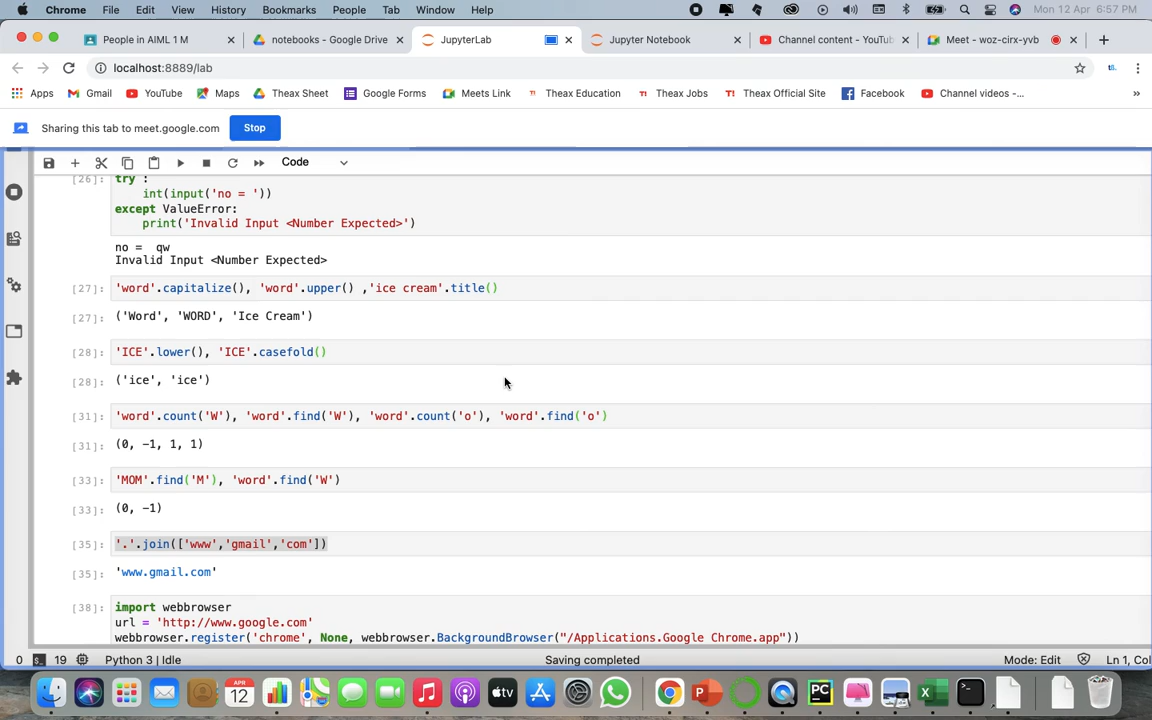 Chrome File Edit View History Bookmarks People Tab Window Help Mon 12 Apr 6:57 PM
People in AIML 1 M notebooks - Google Drive JupyterLab Jupyter Notebook Channel content - YouTub Meet - woz-cirx-yvb
localhost:8889/lab
Apps Gmail YouTube Maps Theax Sheet Google Forms Meets Link Theax Education Theax Jobs Theax Official Site Facebook Channel videos -... »
Sharing this tab to meet.google.com Stop
Code
[26]: try :
int(input('no = '))
except ValueError:
print('Invalid Input <Number Expected>')
no = qw
Invalid Input <Number Expected>
[27]: 'word'.capitalize(), 'word'.upper() ,'ice cream'.title()
[27]: ('Word', 'WORD', 'Ice Cream')
[28]: 'ICE'.lower(), 'ICE'.casefold()
[28]: ('ice', 'ice')
[31]: 'word'.count('W'), 'word'.find('W'), 'word'.count('o'), 'word'.find('o')
[31]: (0, -1, 1, 1)
[33]: 'MOM'.find('M'), 'word'.find('W')
[33]: (0, -1)
[35]: '.'.join(['www','gmail','com'])
[35]: 'www.gmail.com'
[38]: import webbrowser
url = 'http://www.google.com'
webbrowser.register('chrome', None, webbrowser.BackgroundBrowser("/Applications.Google Chrome.app"))
0 19 Python 3 | Idle Saving completed Mode: Edit Ln 1, Col
APR 12 tv P PC X